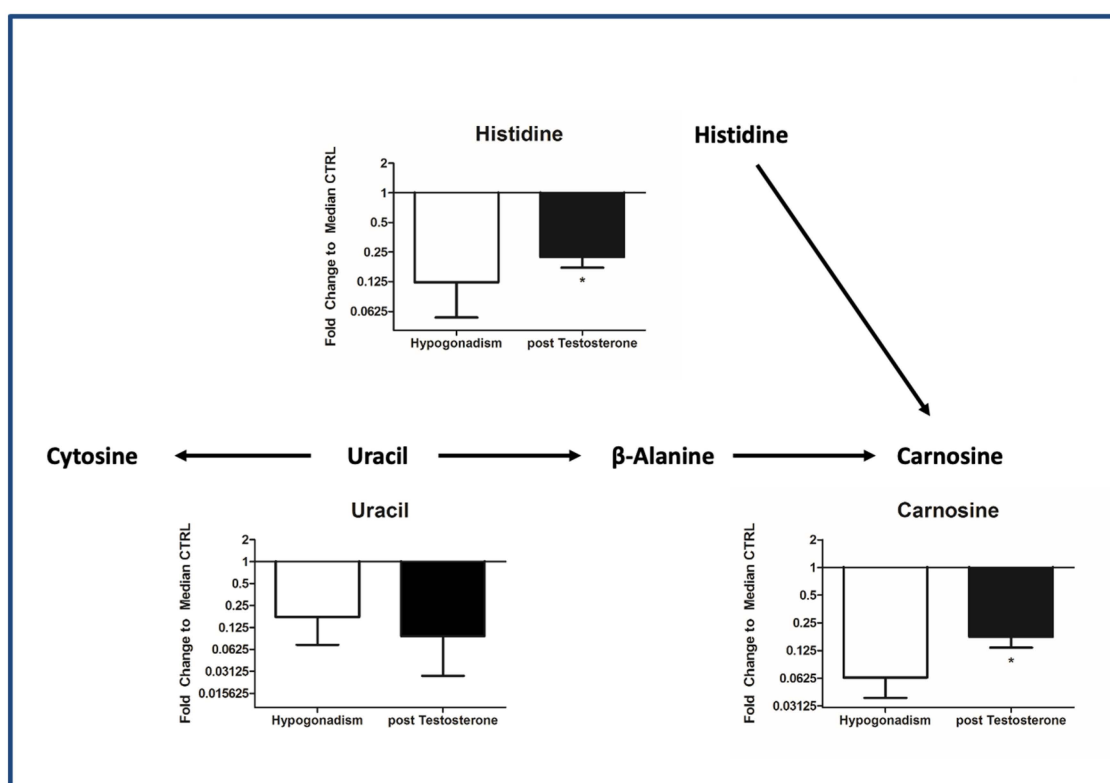 Histidine
Histidine
Fold Change to Median CTRL
2
1
0.5
0.25
0.125
0.0625
*
Hypogonadism post Testosterone
Cytosine Uracil β-Alanine Carnosine
Uracil
Fold Change to Median CTRL
2
1
0.5
0.25
0.125
0.0625
0.03125
0.015625
Hypogonadism post Testosterone
Carnosine
Fold Change to Median CTRL
2
1
0.5
0.25
0.125
0.0625
0.03125
*
Hypogonadism post Testosterone